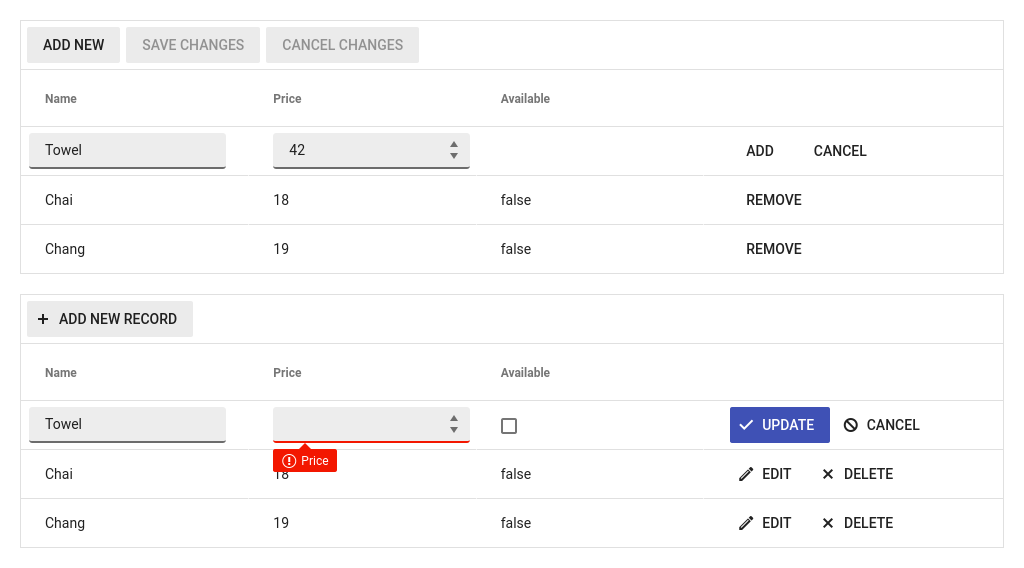 ADD NEW SAVE CHANGES CANCEL CHANGES
Name Price Available
Towel 42 ADD CANCEL
Chai 18 false REMOVE
Chang 19 false REMOVE
ADD NEW RECORD
Name Price Available
Towel UPDATE CANCEL
Price
Chai 18 false EDIT DELETE
Chang 19 false EDIT DELETE